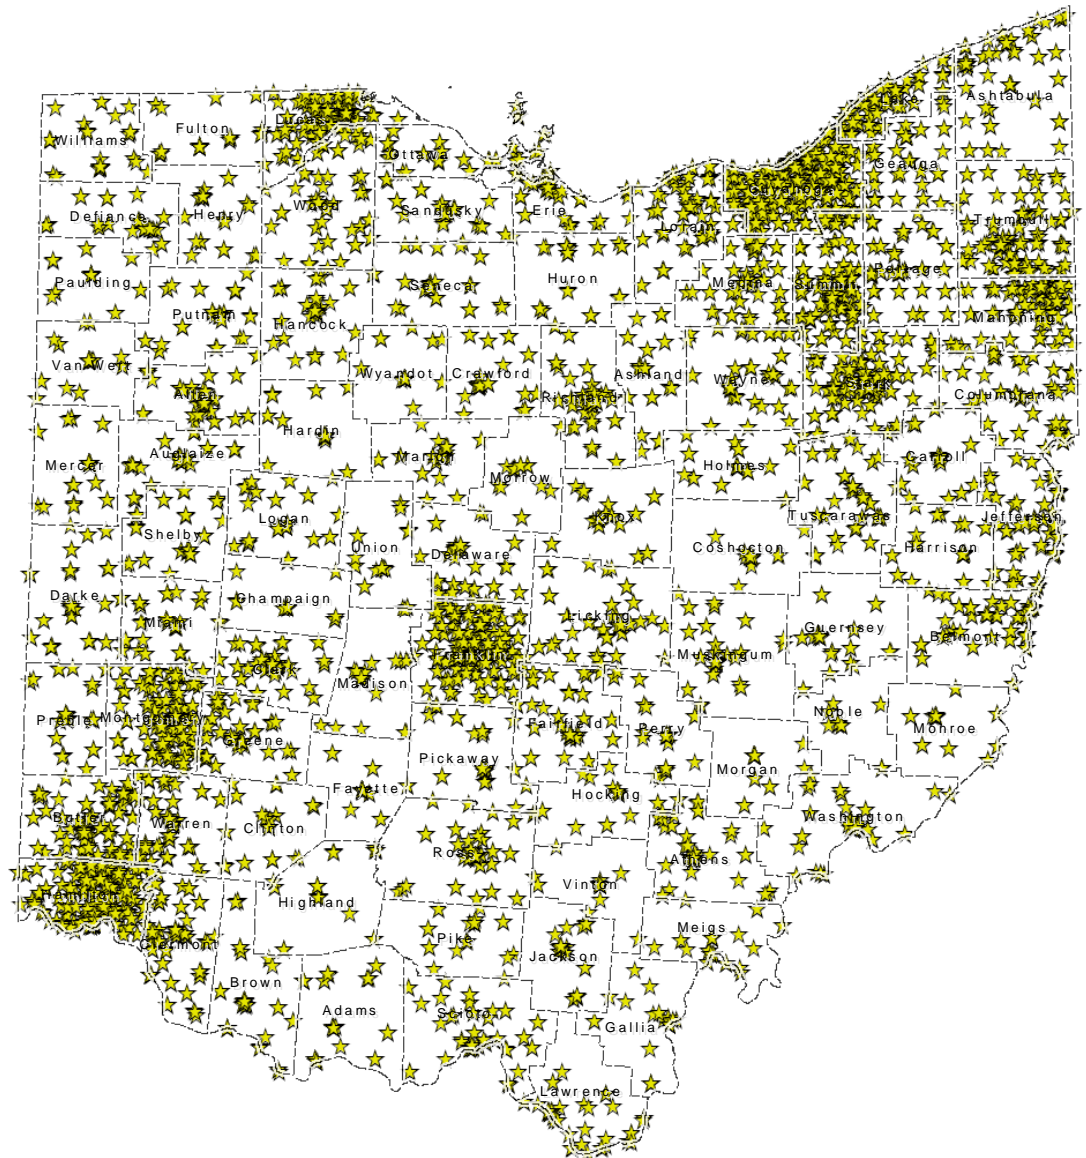 Lake
Ashtabula
Lucas
Fulton
Williams
Ottawa
Geauga
Cuyahoga
Wood
Sandusky
Erie
Henry
Defiance
Trumbull
Lorain
Portage
Huron
Medina
Summit
Seneca
Paulding
Putnam
Hancock
Mahoning
Van Wert
Wyandot
Crawford
Ashland
Wayne
Stark
Allen
Richland
Columbiana
Hardin
Auglaize
Marion
Carroll
Mercer
Holmes
Morrow
Logan
Knox
Tuscarawas
Jefferson
Shelby
Union
Delaware
Coshocton
Harrison
Darke
Champaign
Miami
Licking
Guernsey
Belmont
Franklin
Muskingum
Clark
Madison
Noble
Preble
Montgomery
Fairfield
Perry
Monroe
Greene
Pickaway
Morgan
Fayette
Hocking
Butler
Warren
Clinton
Washington
Ross
Athens
Vinton
Hamilton
Highland
Meigs
Pike
Clermont
Jackson
Brown
Adams
Scioto
Gallia
Lawrence